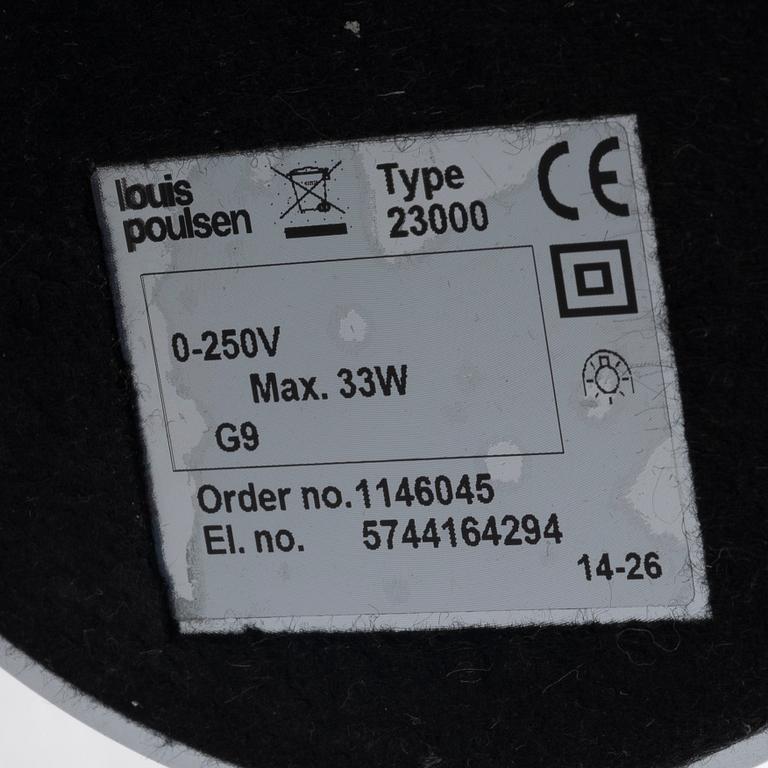 louis
poulsen
Type
23000
CE
0-250V
Max. 33W
G9
Order no. 1146045
El. no. 5744164294
14-26